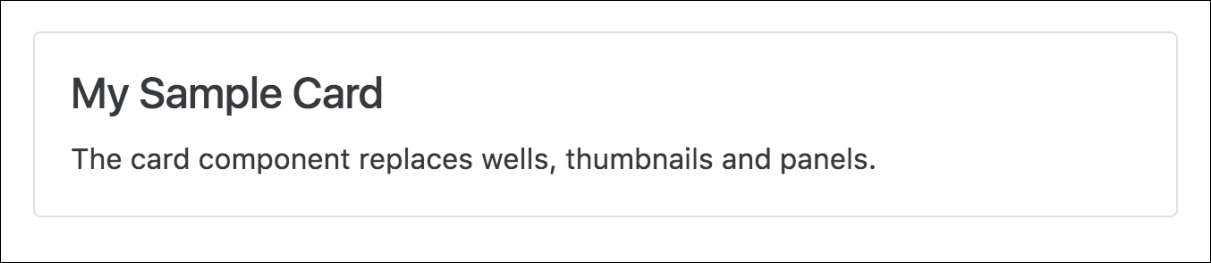 My Sample Card
The card component replaces wells, thumbnails and panels.